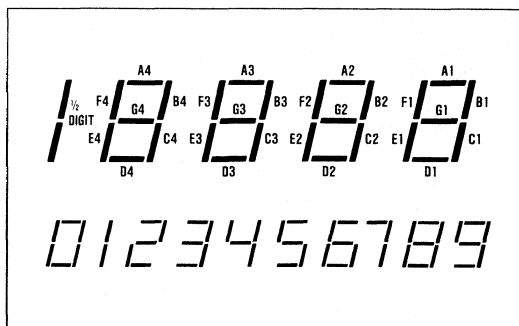 A4 A3 A2 A1
½ F4 G4 B4 F3 G3 B3 F2 G2 B2 F1 G1 B1
DIGIT
E4 C4 E3 C3 E2 C2 E1 C1
D4 D3 D2 D1
0123456789